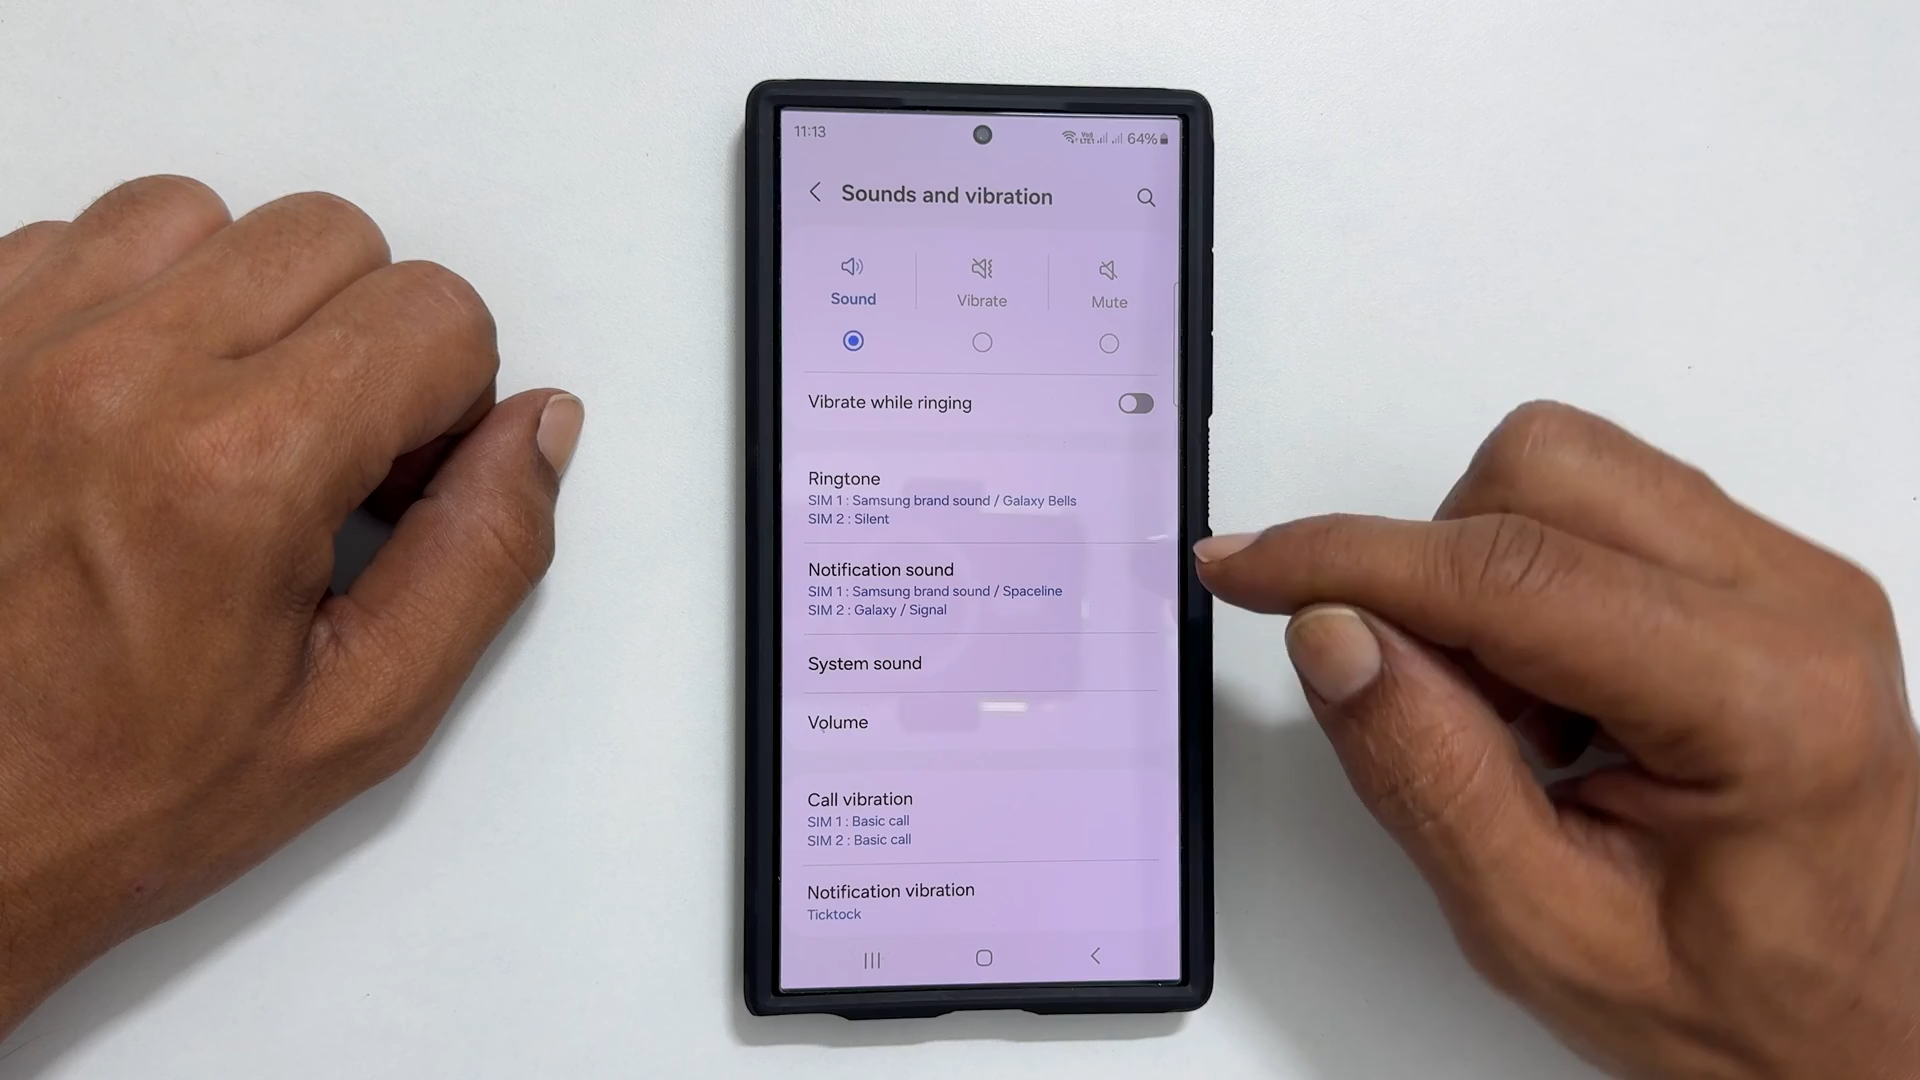 11:13
VoJ
LTE1
64%
Sounds and vibration
Sound
Vibrate
Mute
Vibrate while ringing
Ringtone
SIM 1 : Samsung brand sound / Galaxy Bells
SIM 2 : Silent
Notification sound
SIM 1 : Samsung brand sound / Spaceline
SIM 2 : Galaxy / Signal
System sound
Volume
Call vibration
SIM 1 : Basic call
SIM 2 : Basic call
Notification vibration
Ticktock